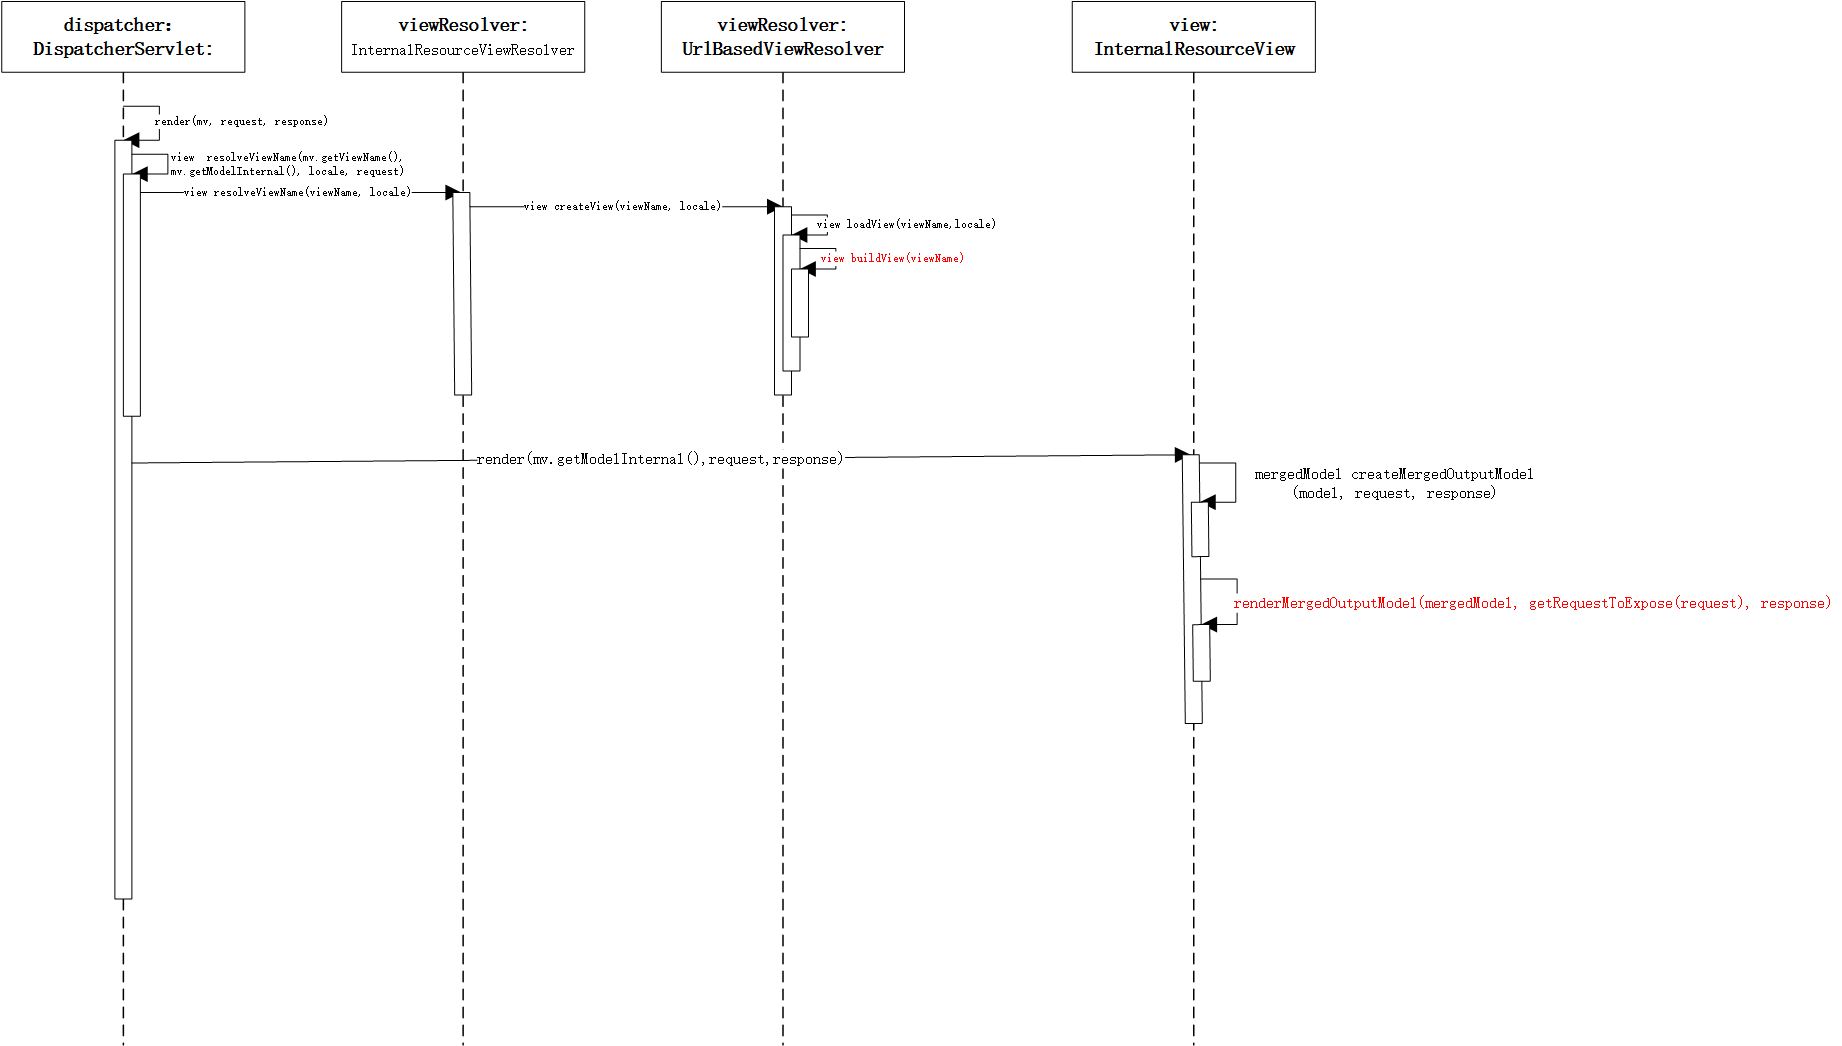 dispatcher：
DispatcherServlet:
viewResolver:
InternalResourceViewResolver
viewResolver:
UrlBasedViewResolver
view:
InternalResourceView
render(mv, request, response)
view  resolveViewName(mv.getViewName(),
mv.getModelInternal(), locale, request)
view resolveViewName(viewName, locale)
view createView(viewName, locale)
view loadView(viewName,locale)
view buildView(viewName)
render(mv.getModelInternal(),request,response)
mergedModel createMergedOutputModel
(model, request, response)
renderMergedOutputModel(mergedModel, getRequestToExpose(request), response)